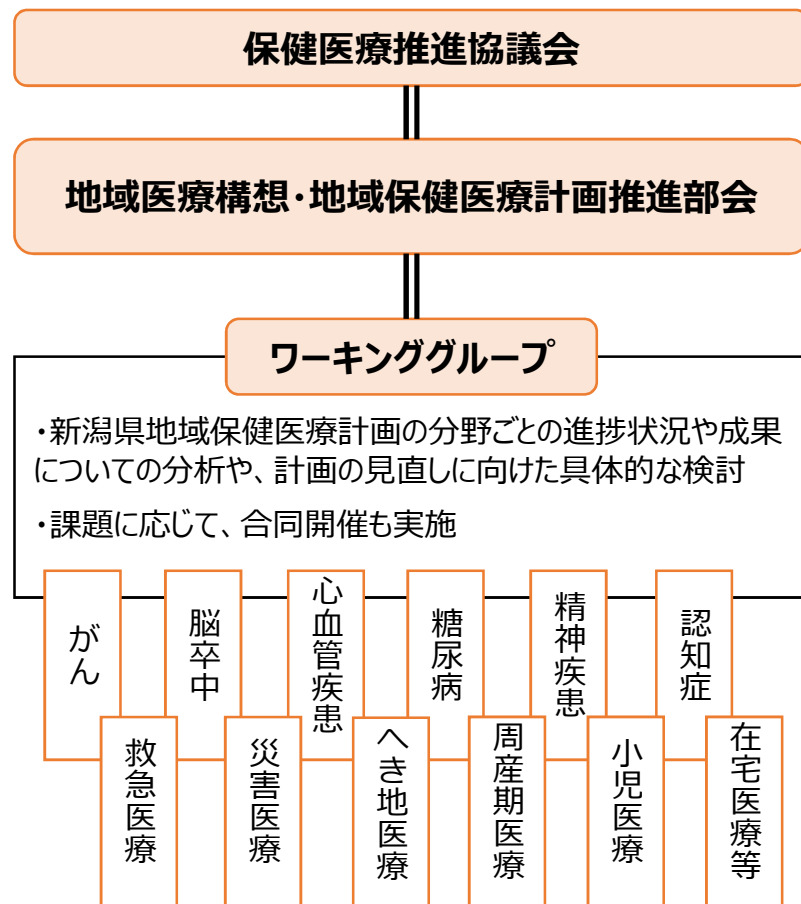 保健医療推進協議会
地域医療構想・地域保健医療計画推進部会
ワーキンググループ
・新潟県地域保健医療計画の分野ごとの進捗状況や成果
についての分析や、計画の見直しに向けた具体的な検討
・課題に応じて、合同開催も実施
がん
脳卒中
心血管疾患
糖尿病
精神疾患
認知症
救急医療
災害医療
へき地医療
周産期医療
小児医療
在宅医療等